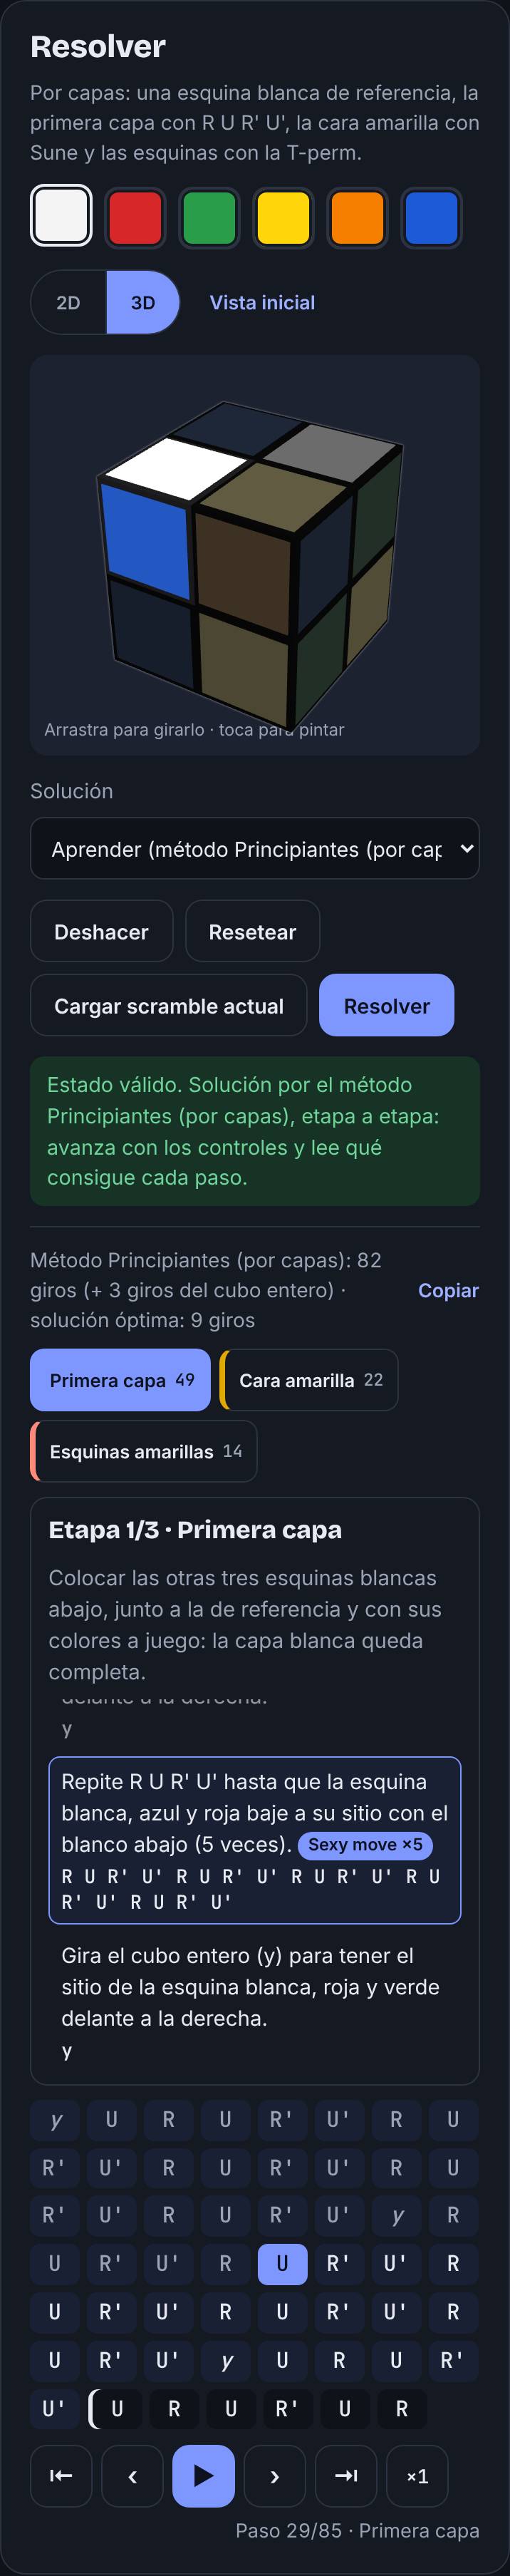 Resolver
Por capas: una esquina blanca de referencia, la
primera capa con R U R' U', la cara amarilla con
Sune y las esquinas con la T-perm.
2D 3D Vista inicial
Arrastra para girarlo · toca para pintar
Solución
Aprender (método Principiantes (por cap
Deshacer Resetear
Cargar scramble actual Resolver
Estado válido. Solución por el método
Principiantes (por capas), etapa a etapa:
avanza con los controles y lee qué
consigue cada paso.
Método Principiantes (por capas): 82
giros (+ 3 giros del cubo entero) ·
solución óptima: 9 giros
Copiar
Primera capa 49 Cara amarilla 22
Esquinas amarillas 14
Etapa 1/3 · Primera capa
Colocar las otras tres esquinas blancas
abajo, junto a la de referencia y con sus
colores a juego: la capa blanca queda
completa.
delante a la derecha.
y
Repite R U R' U' hasta que la esquina
blanca, azul y roja baje a su sitio con el
blanco abajo (5 veces). Sexy move ×5
R U R' U' R U R' U' R U R' U' R U
R' U' R U R' U'
Gira el cubo entero (y) para tener el
sitio de la esquina blanca, roja y verde
delante a la derecha.
y
y U R U R' U' R U
R' U' R U R' U' R U
R' U' R U R' U' y R
U R' U' R U R' U' R
U R' U' R U R' U' R
U R' U' y U R U R'
U' U R U R' U R
×1
Paso 29/85 · Primera capa